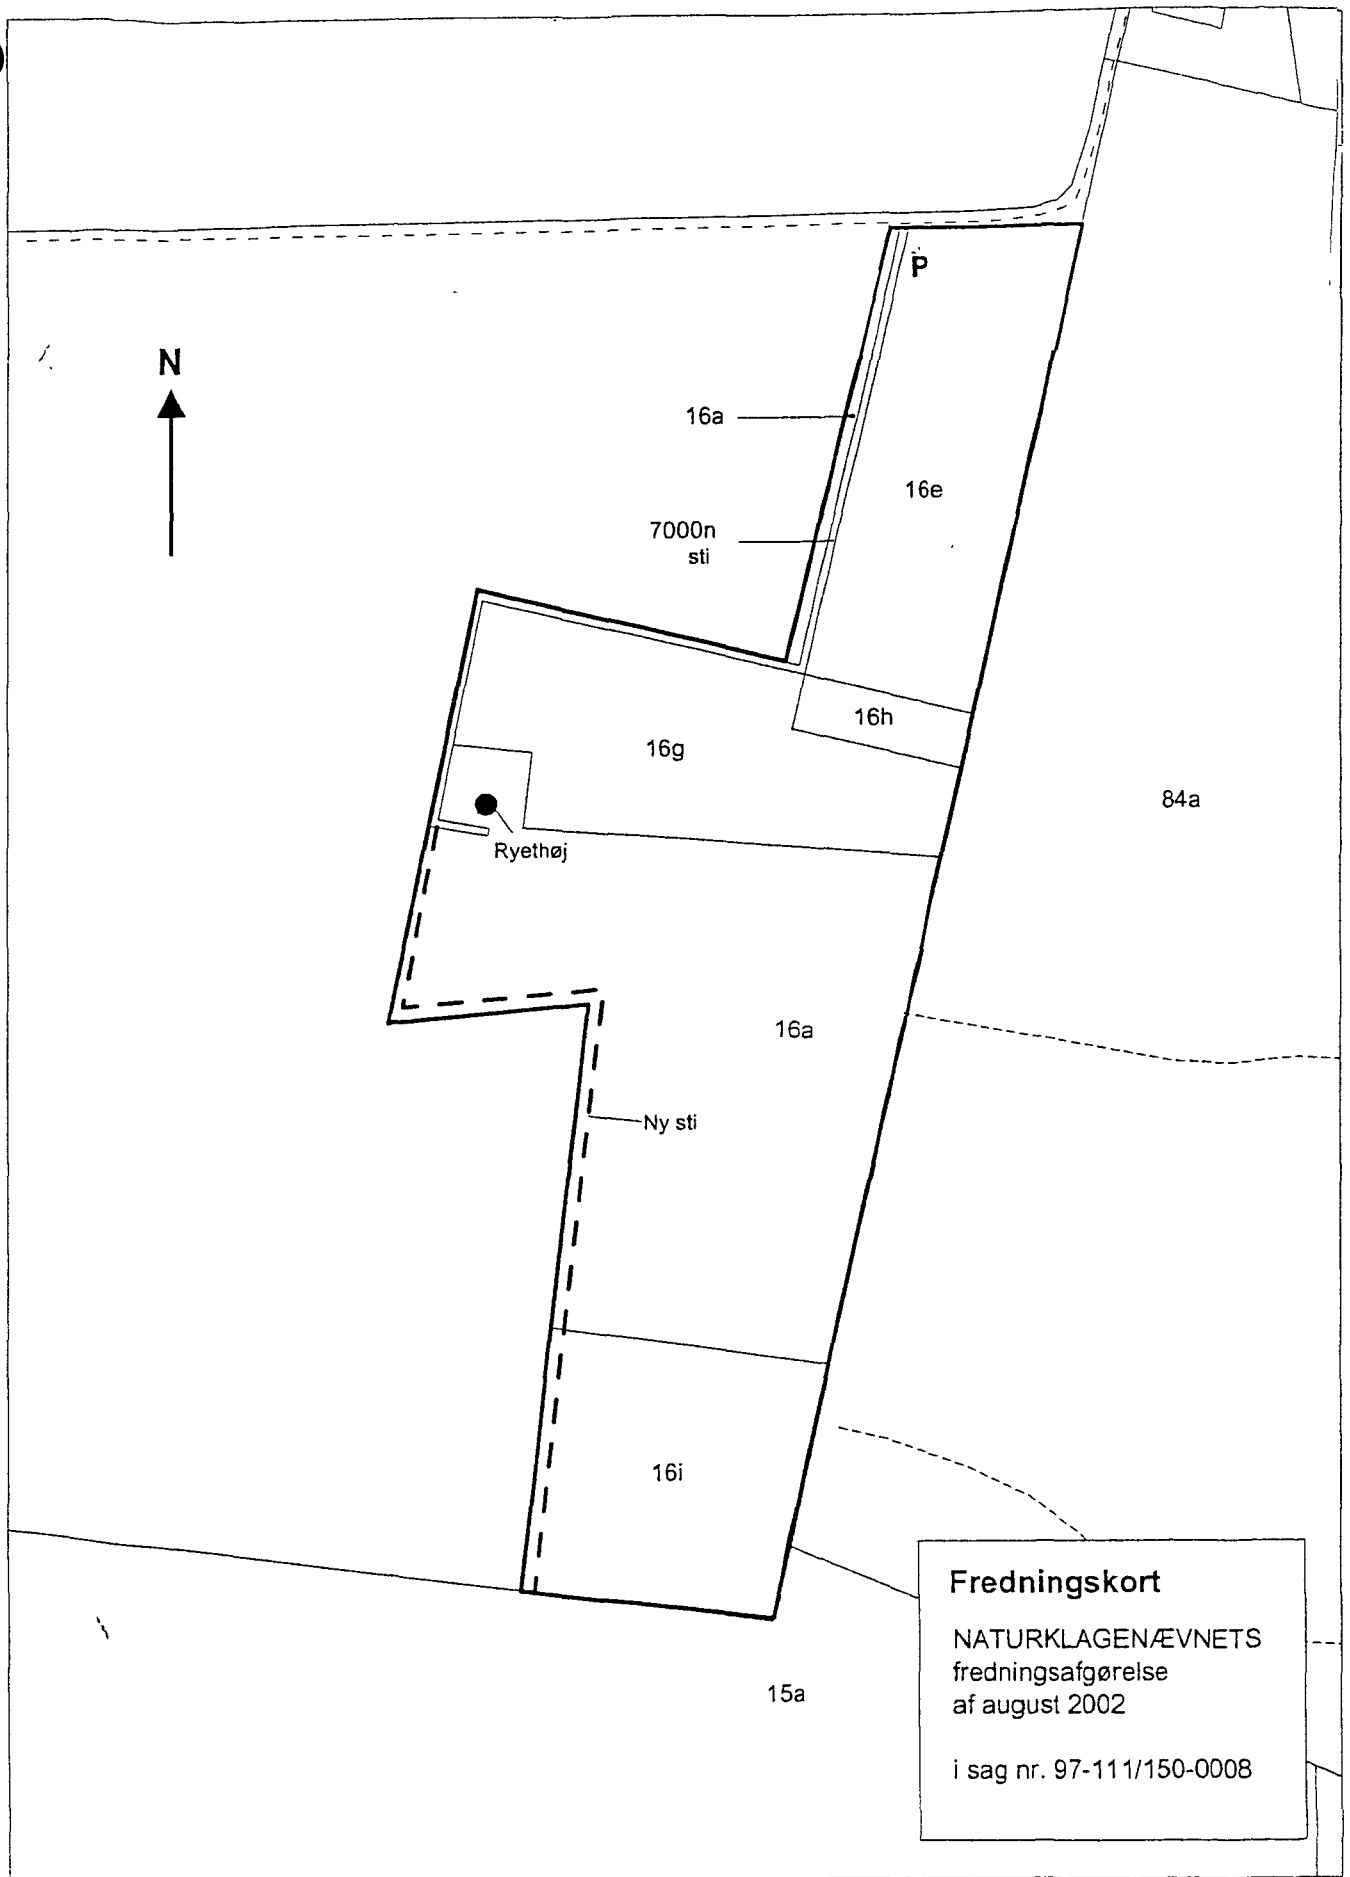 P
N
16a
16e
7000n
sti
16h
16g
84a
Ryethøj
16a
Ny sti
16i
Fredningskort
NATURKLAGENÆVNETS
fredningsafgørelse
af august 2002
15a
i sag nr. 97-111/150-0008